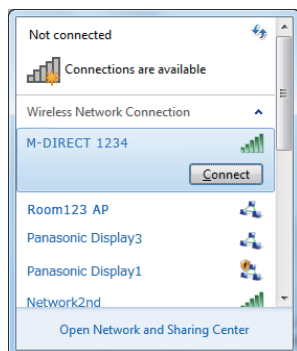 Not connected
Connections are available
Wireless Network Connection
M-DIRECT 1234
Connect
Room123 AP
Panasonic Display3
Panasonic Display1
Network2nd
Open Network and Sharing Center